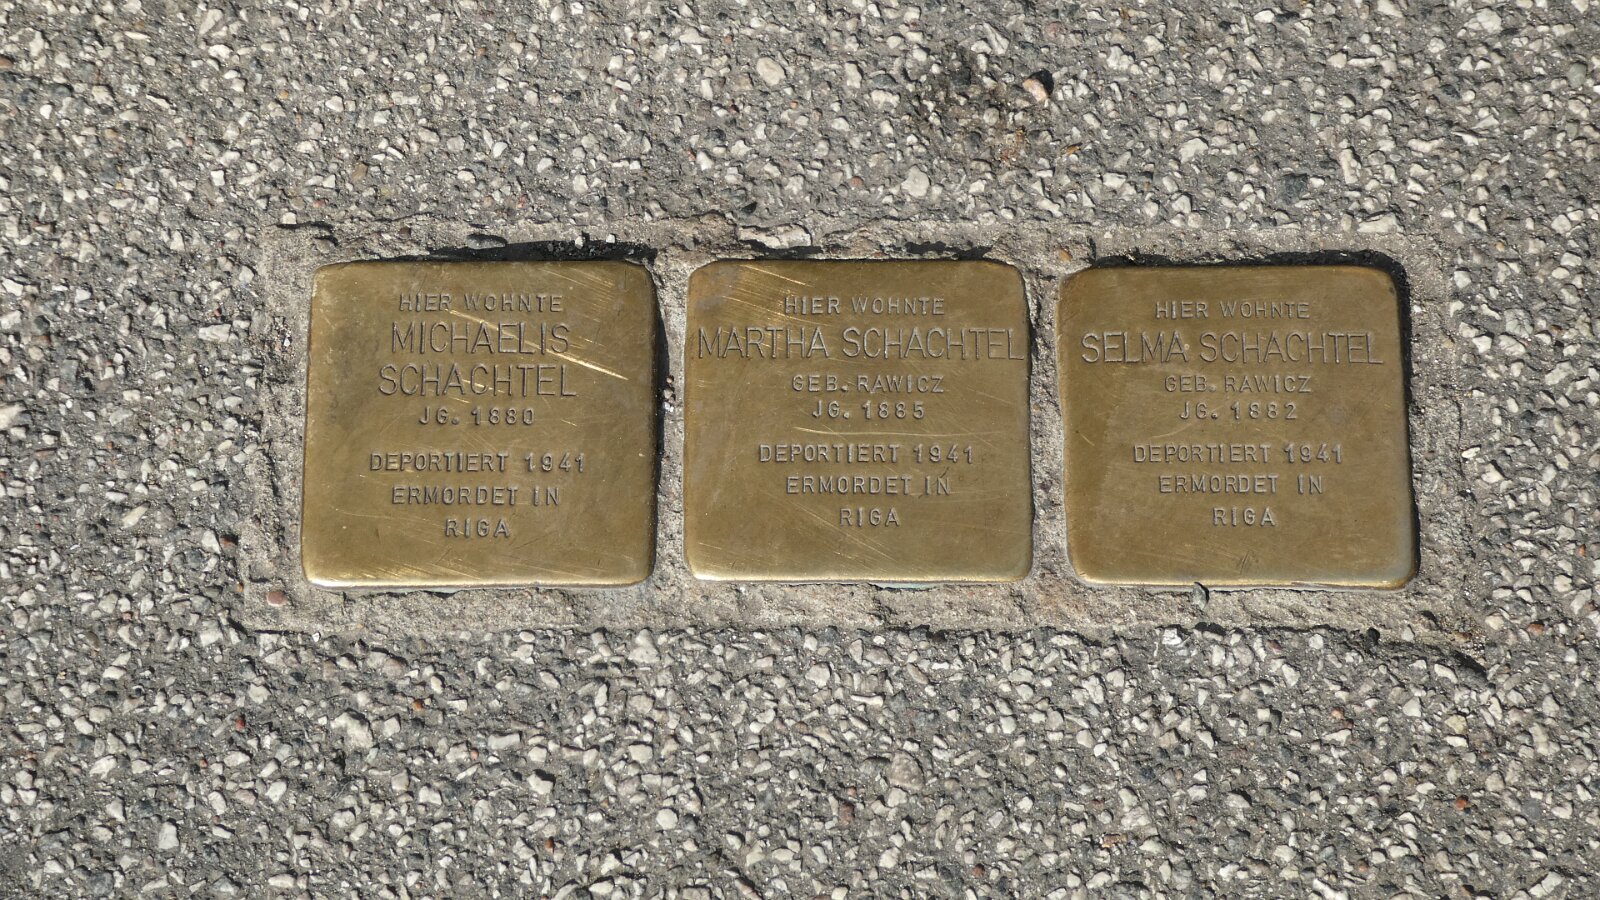 HIER WOHNTE
MICHAELIS
SCHACHTEL
JG. 1880
DEPORTIERT 1941
ERMORDET IN
RIGA
HIER WOHNTE
MARTHA SCHACHTEL
GEB. RAWICZ
JG. 1885
DEPORTIERT 1941
ERMORDET IN
RIGA
HIER WOHNTE
SELMA SCHACHTEL
GEB. RAWICZ
JG. 1882
DEPORTIERT 1941
ERMORDET IN
RIGA